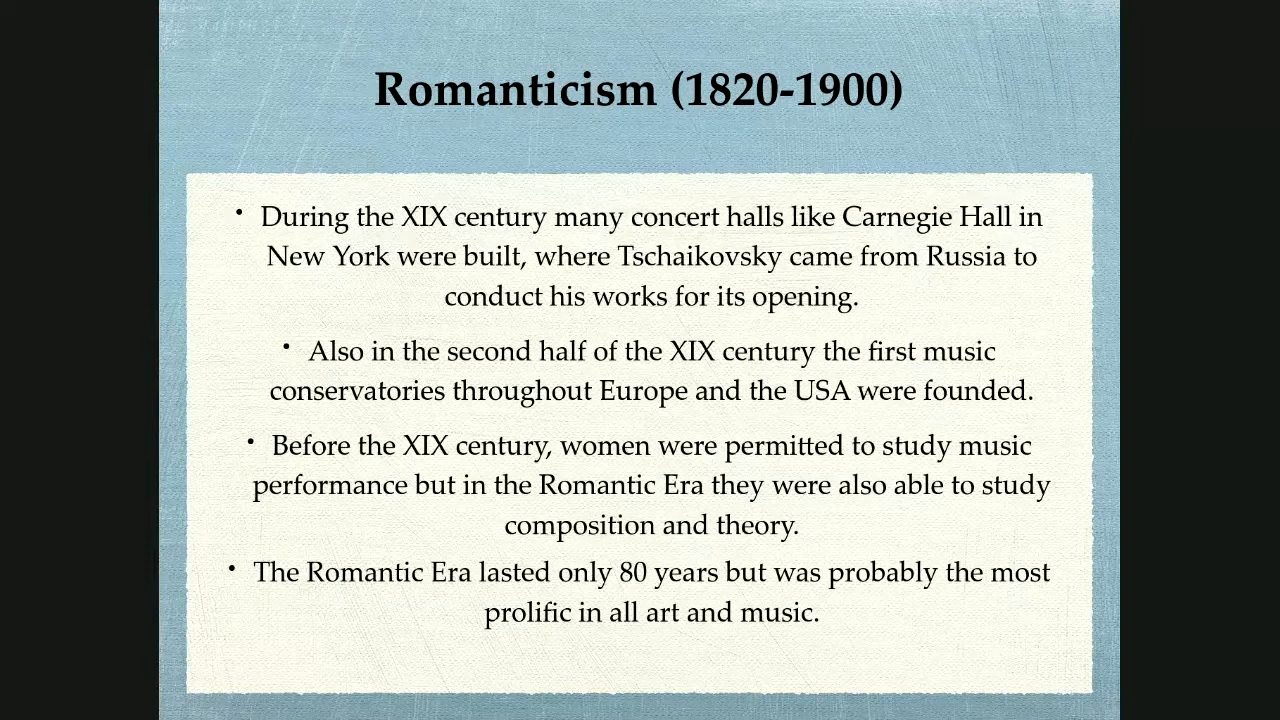 Romanticism (1820-1900)
• During the XIX century many concert halls like Carnegie Hall in
New York were built, where Tschaikovsky came from Russia to
conduct his works for its opening.
• Also in the second half of the XIX century the first music
conservatories throughout Europe and the USA were founded.
• Before the XIX century, women were permitted to study music
performance but in the Romantic Era they were also able to study
composition and theory.
• The Romantic Era lasted only 80 years but was probably the most
prolific in all art and music.